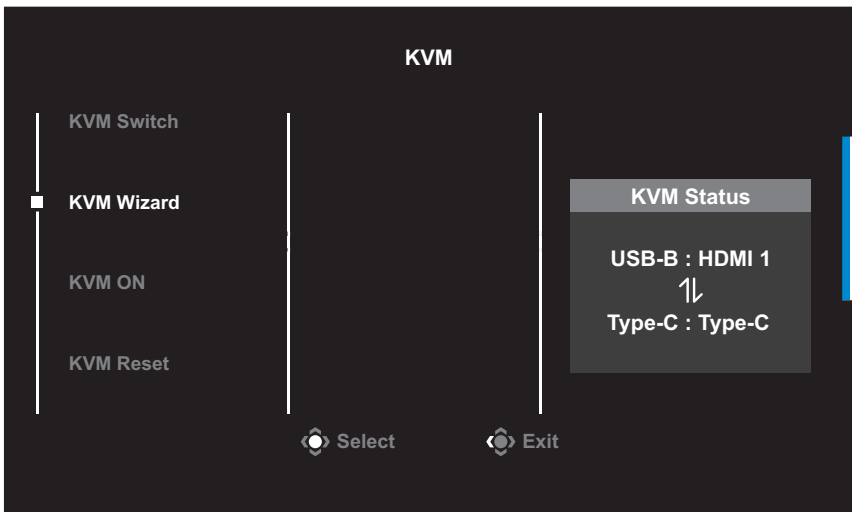 KVM
KVM Switch
KVM Wizard
KVM ON
KVM Reset
KVM Status
USB-B : HDMI 1
Type-C : Type-C
Select
Exit